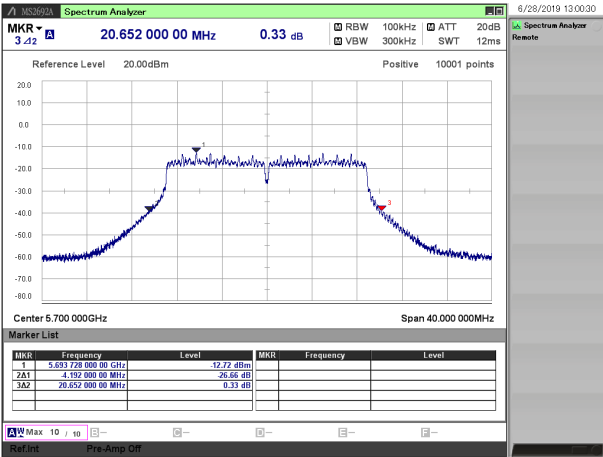 MS2692A Spectrum Analyzer
6/28/2019 13:00:30
MKR
3 Δ2 A
20.652 000 00 MHz
0.33 dB
M RBW 100kHz M ATT 20dB
M VBW 300kHz SWT 12ms
Spectrum Analyzer
Remote
Reference Level 20.00dBm
Positive 10001 points
20.0
10.0
0.0
-10.0
-20.0
-30.0
-40.0
-50.0
-60.0
-70.0
-80.0
1
3
Center 5.700 000GHz
Span 40.000 000MHz
Marker List
MKR Frequency Level MKR Frequency Level
1 5.693 728 000 00 GHz -12.72 dBm
2Δ1 -4.192 000 00 MHz -26.66 dB
3Δ2 20.652 000 00 MHz 0.33 dB
A W Max 10 / 10 B-- C-- D-- E-- F--
Ref.Int Pre-Amp Off